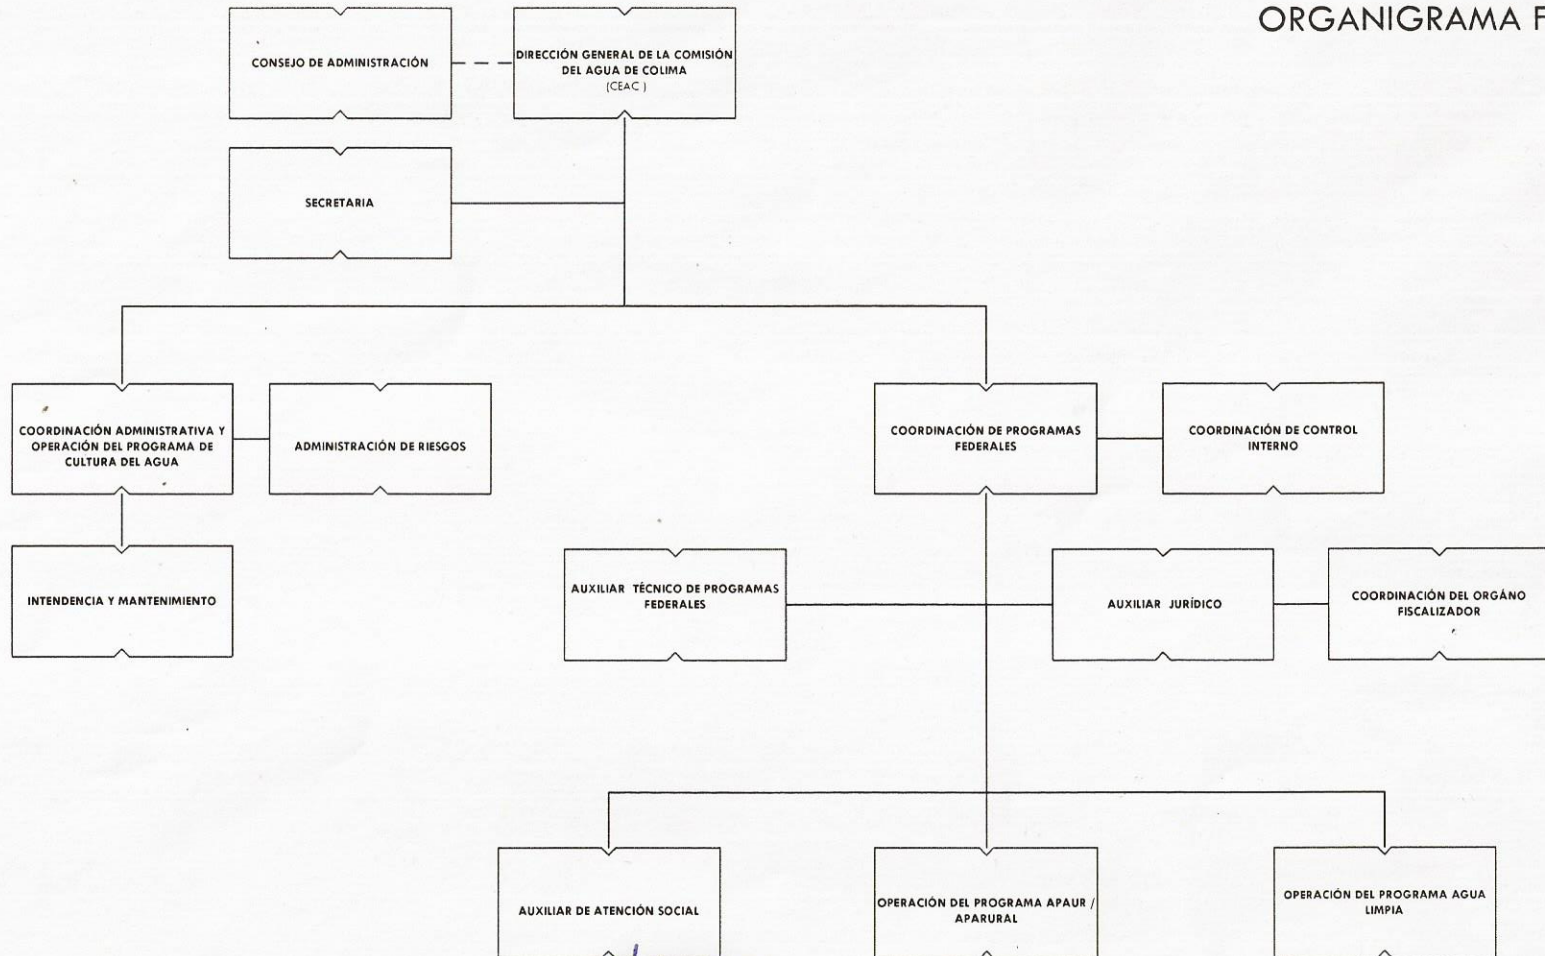 ORGANIGRAMA F
CONSEJO DE ADMINISTRACIÓN
DIRECCIÓN GENERAL DE LA COMISIÓN
DEL AGUA DE COLIMA
(CEAC )
SECRETARIA
COORDINACIÓN ADMINISTRATIVA Y
OPERACIÓN DEL PROGRAMA DE
CULTURA DEL AGUA
ADMINISTRACIÓN DE RIESGOS
COORDINACIÓN DE PROGRAMAS
FEDERALES
COORDINACIÓN DE CONTROL
INTERNO
INTENDENCIA Y MANTENIMIENTO
AUXILIAR TÉCNICO DE PROGRAMAS
FEDERALES
AUXILIAR JURÍDICO
COORDINACIÓN DEL ORGÁNO
FISCALIZADOR
AUXILIAR DE ATENCIÓN SOCIAL
OPERACIÓN DEL PROGRAMA APAUR /
APARURAL
OPERACIÓN DEL PROGRAMA AGUA
LIMPIA